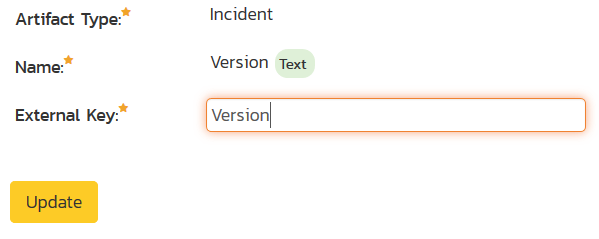 Artifact Type: Incident
Name: Version Text
External Key: Version
Update